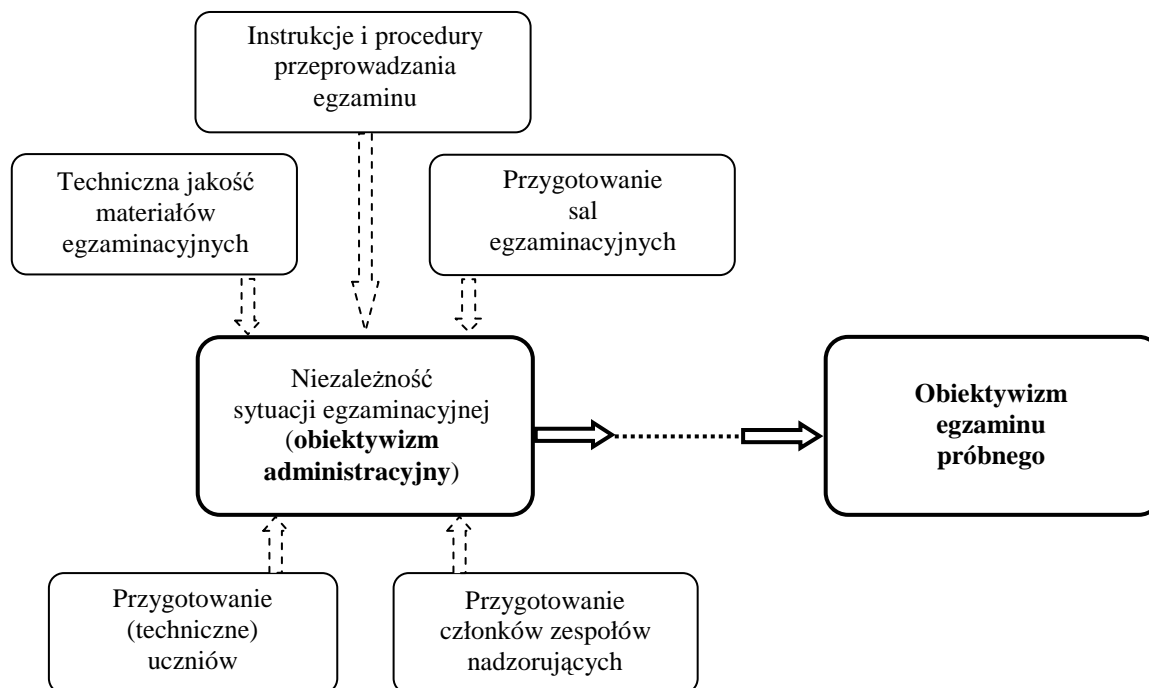 Instrukcje i procedury
przeprowadzania
egzaminu
Techniczna jakość
materiałów
egzaminacyjnych
Przygotowanie
sal
egzaminacyjnych
Niezależność
sytuacji egzaminacyjnej
(obiektywizm
administracyjny)
Obiektywizm
egzaminu
próbnego
Przygotowanie
(techniczne)
uczniów
Przygotowanie
członków zespołów
nadzorujących